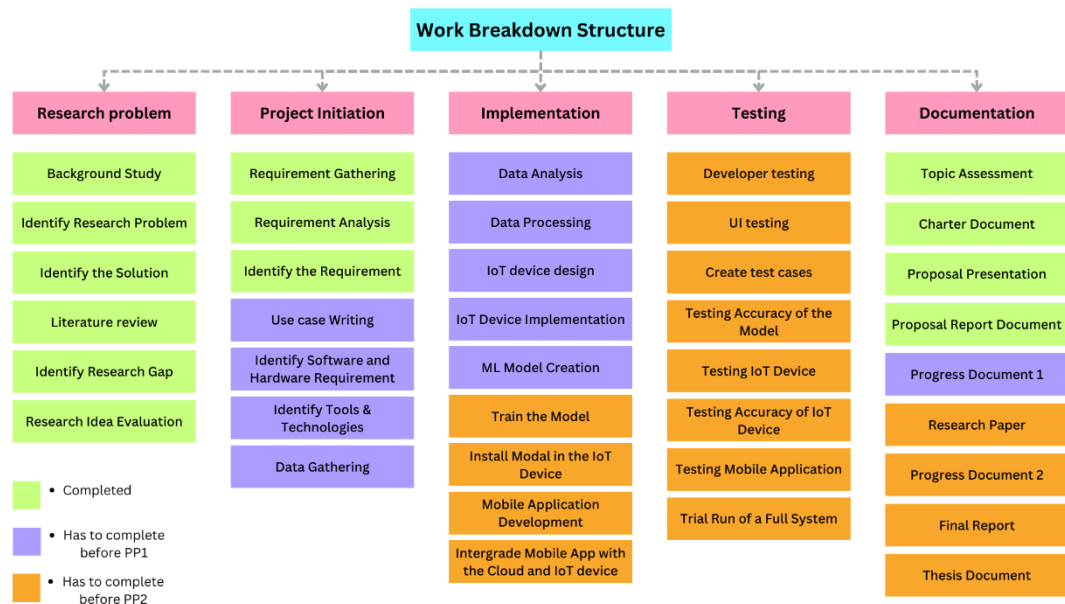 Work Breakdown Structure
Research problem
Project Initiation
Implementation
Testing
Documentation
Background Study
Identify Research Problem
Identify the Solution
Literature review
Identify Research Gap
Research Idea Evaluation
Requirement Gathering
Requirement Analysis
Identify the Requirement
Use case Writing
Identify Software and
Hardware Requirement
Identify Tools &
Technologies
Data Gathering
Data Analysis
Data Processing
IoT device design
IoT Device Implementation
ML Model Creation
Train the Model
Install Modal in the IoT
Device
Mobile Application
Development
Intergrade Mobile App with
the Cloud and IoT device
Developer testing
UI testing
Create test cases
Testing Accuracy of the
Model
Testing IoT Device
Testing Accuracy of IoT
Device
Testing Mobile Application
Trial Run of a Full System
Topic Assessment
Charter Document
Proposal Presentation
Proposal Report Document
Progress Document 1
Research Paper
Progress Document 2
Final Report
Thesis Document
• Completed
• Has to complete
before PP1
• Has to complete
before PP2